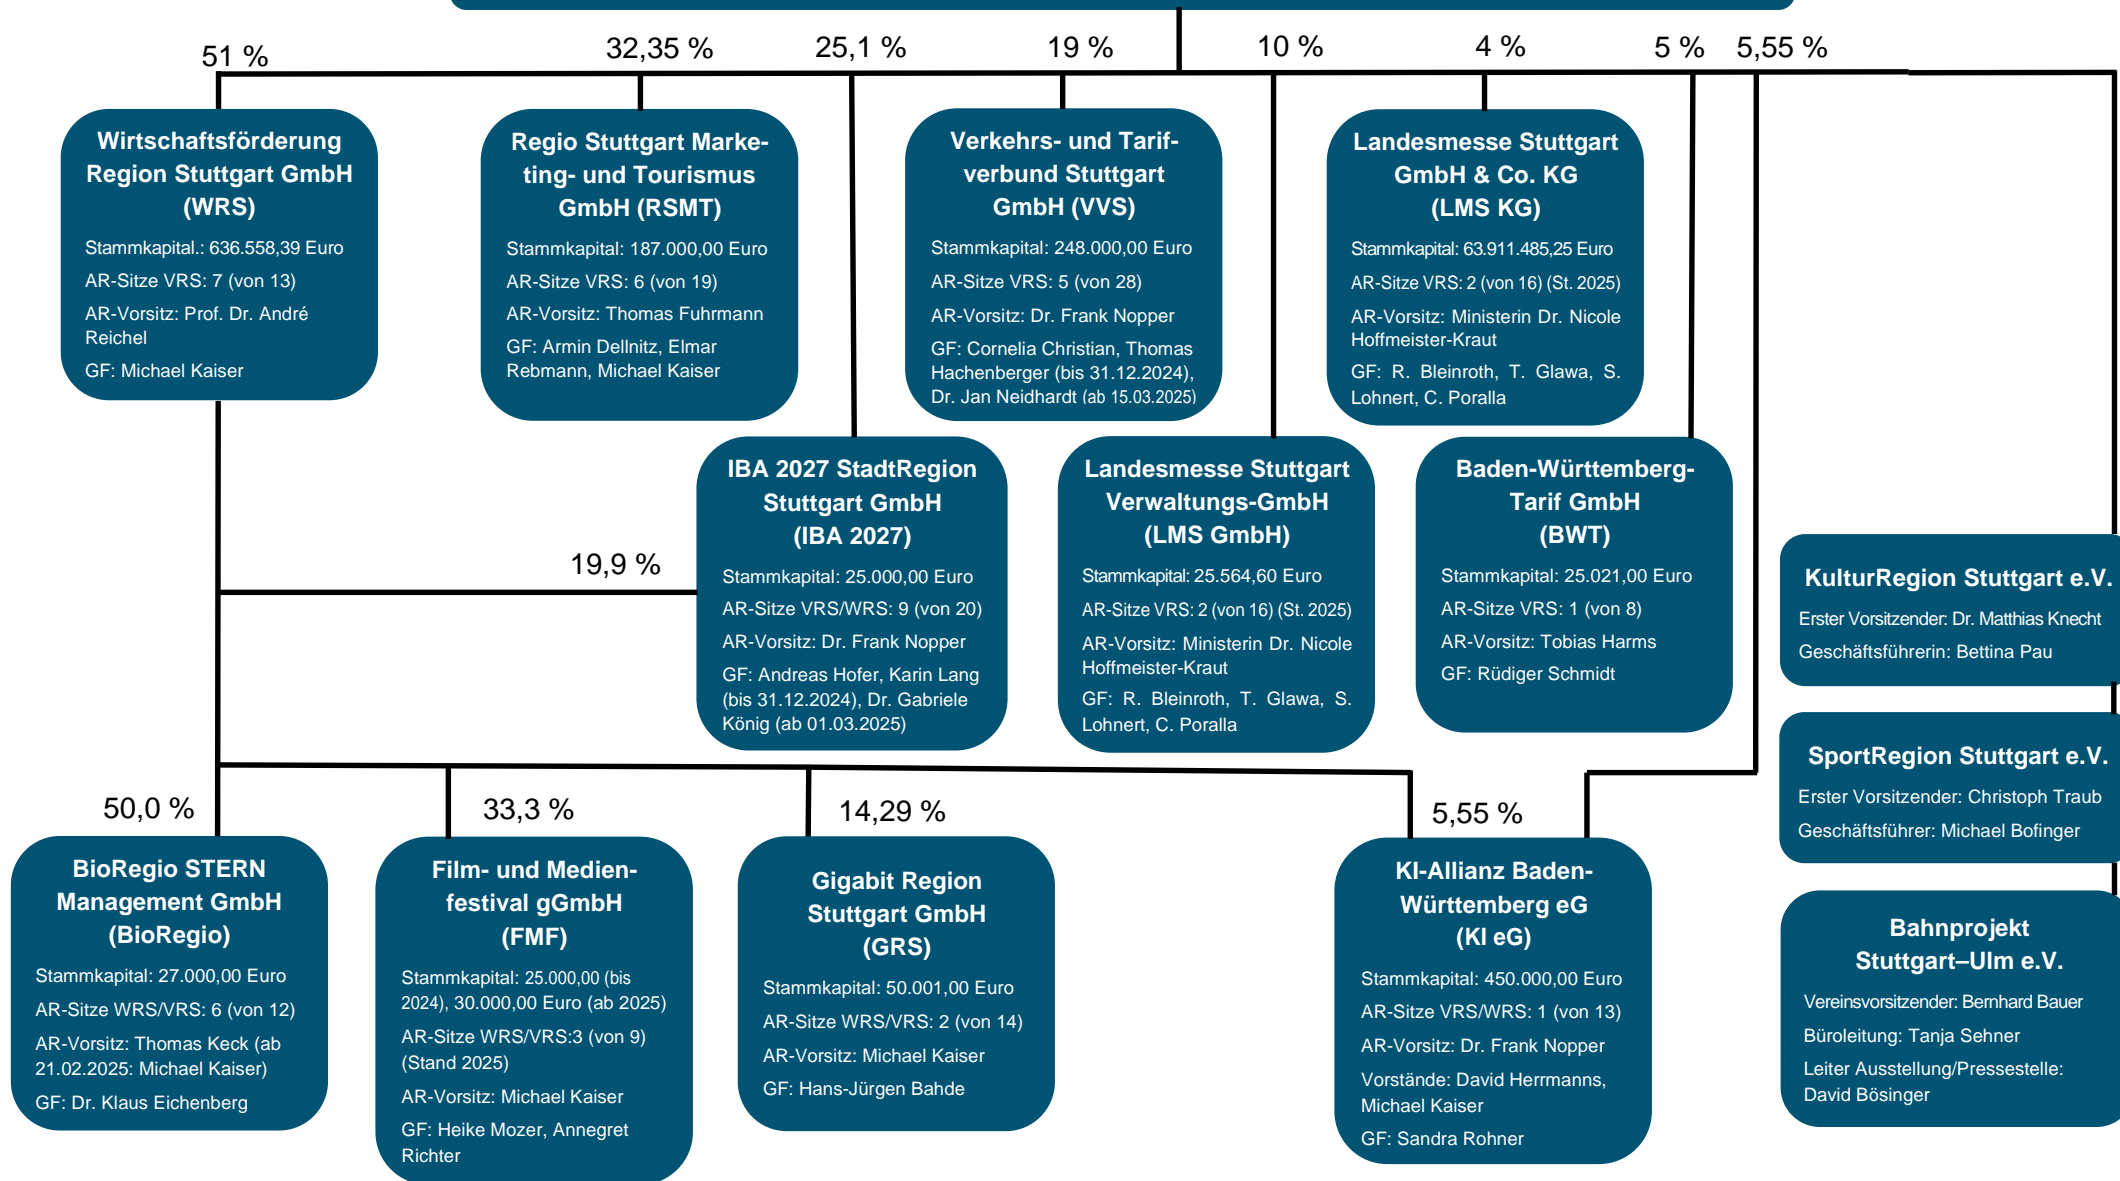 51 %
32,35 %
25,1 %
19 %
10 %
4 %
5 %
5,55 %
Wirtschaftsförderung
Region Stuttgart GmbH
(WRS)
Stammkapital.: 636.558,39 Euro
AR-Sitze VRS: 7 (von 13)
AR-Vorsitz: Prof. Dr. André
Reichel
GF: Michael Kaiser
Regio Stuttgart Marke-
ting- und Tourismus
GmbH (RSMT)
Stammkapital: 187.000,00 Euro
AR-Sitze VRS: 6 (von 19)
AR-Vorsitz: Thomas Fuhrmann
GF: Armin Dellnitz, Elmar
Rebmann, Michael Kaiser
Verkehrs- und Tarif-
verbund Stuttgart
GmbH (VVS)
Stammkapital: 248.000,00 Euro
AR-Sitze VRS: 5 (von 28)
AR-Vorsitz: Dr. Frank Nopper
GF: Cornelia Christian, Thomas
Hachenberger (bis 31.12.2024),
Dr. Jan Neidhardt (ab 15.03.2025)
Landesmesse Stuttgart
GmbH & Co. KG
(LMS KG)
Stammkapital: 63.911.485,25 Euro
AR-Sitze VRS: 2 (von 16) (St. 2025)
AR-Vorsitz: Ministerin Dr. Nicole
Hoffmeister-Kraut
GF: R. Bleinroth, T. Glawa, S.
Lohnert, C. Poralla
19,9 %
IBA 2027 StadtRegion
Stuttgart GmbH
(IBA 2027)
Stammkapital: 25.000,00 Euro
AR-Sitze VRS/WRS: 9 (von 20)
AR-Vorsitz: Dr. Frank Nopper
GF: Andreas Hofer, Karin Lang
(bis 31.12.2024), Dr. Gabriele
König (ab 01.03.2025)
Landesmesse Stuttgart
Verwaltungs-GmbH
(LMS GmbH)
Stammkapital: 25.564,60 Euro
AR-Sitze VRS: 2 (von 16) (St. 2025)
AR-Vorsitz: Ministerin Dr. Nicole
Hoffmeister-Kraut
GF: R. Bleinroth, T. Glawa, S.
Lohnert, C. Poralla
Baden-Württemberg-
Tarif GmbH
(BWT)
Stammkapital: 25.021,00 Euro
AR-Sitze VRS: 1 (von 8)
AR-Vorsitz: Tobias Harms
GF: Rüdiger Schmidt
KulturRegion Stuttgart e.V.
Erster Vorsitzender: Dr. Matthias Knecht
Geschäftsführerin: Bettina Pau
SportRegion Stuttgart e.V.
Erster Vorsitzender: Christoph Traub
Geschäftsführer: Michael Bofinger
Bahnprojekt
Stuttgart–Ulm e.V.
Vereinsvorsitzender: Bernhard Bauer
Büroleitung: Tanja Sehner
Leiter Ausstellung/Pressestelle:
David Bösinger
50,0 %
33,3 %
14,29 %
5,55 %
BioRegio STERN
Management GmbH
(BioRegio)
Stammkapital: 27.000,00 Euro
AR-Sitze WRS/VRS: 6 (von 12)
AR-Vorsitz: Thomas Keck (ab
21.02.2025: Michael Kaiser)
GF: Dr. Klaus Eichenberg
Film- und Medien-
festival gGmbH
(FMF)
Stammkapital: 25.000,00 (bis
2024), 30.000,00 Euro (ab 2025)
AR-Sitze WRS/VRS:3 (von 9)
(Stand 2025)
AR-Vorsitz: Michael Kaiser
GF: Heike Mozer, Annegret
Richter
Gigabit Region
Stuttgart GmbH
(GRS)
Stammkapital: 50.001,00 Euro
AR-Sitze WRS/VRS: 2 (von 14)
AR-Vorsitz: Michael Kaiser
GF: Hans-Jürgen Bahde
KI-Allianz Baden-
Württemberg eG
(KI eG)
Stammkapital: 450.000,00 Euro
AR-Sitze VRS/WRS: 1 (von 13)
AR-Vorsitz: Dr. Frank Nopper
Vorstände: David Herrmanns,
Michael Kaiser
GF: Sandra Rohner